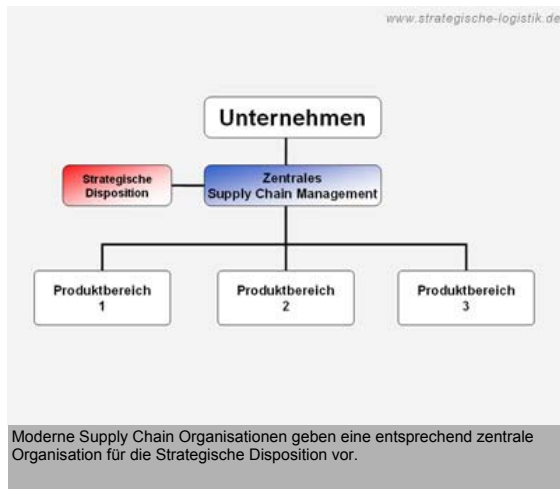 www.strategische-logistik.de
Unternehmen
Strategische
Disposition
Zentrales
Supply Chain Management
Produktbereich
1
Produktbereich
2
Produktbereich
3
Moderne Supply Chain Organisationen geben eine entsprechend zentrale
Organisation für die Strategische Disposition vor.